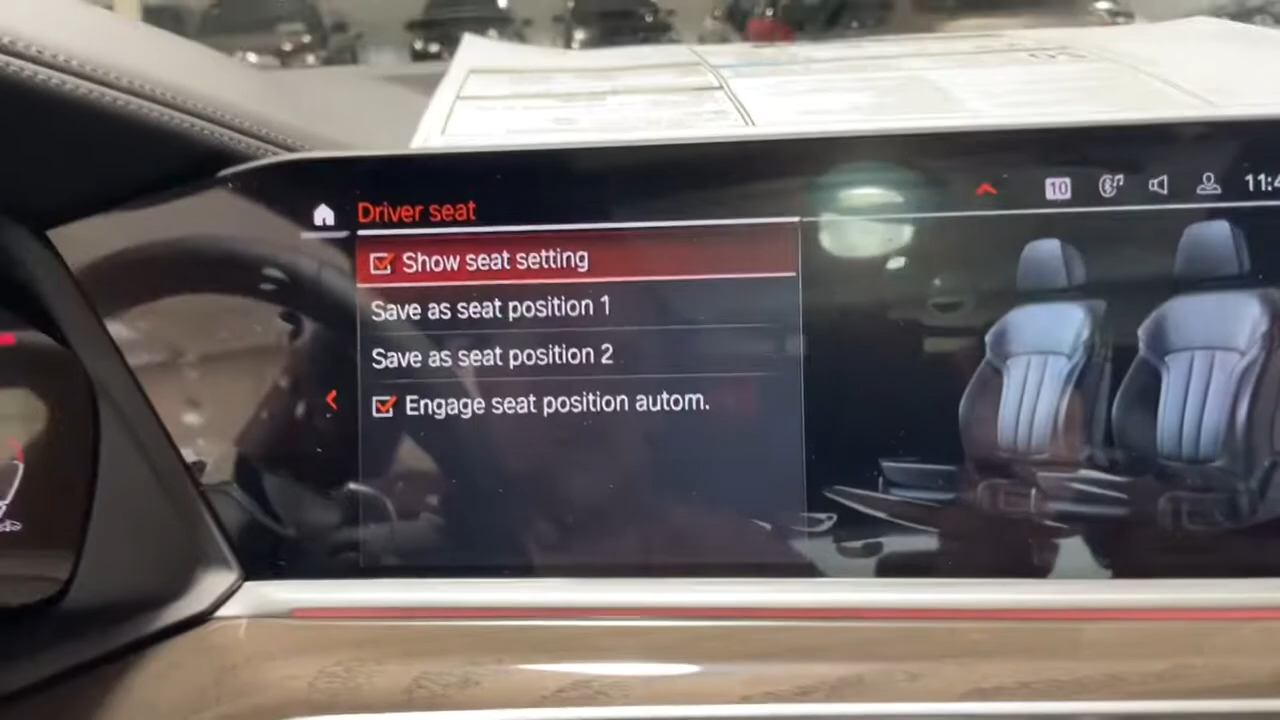 Driver seat
10
11:4
Show seat setting
Save as seat position 1
Save as seat position 2
Engage seat position autom.